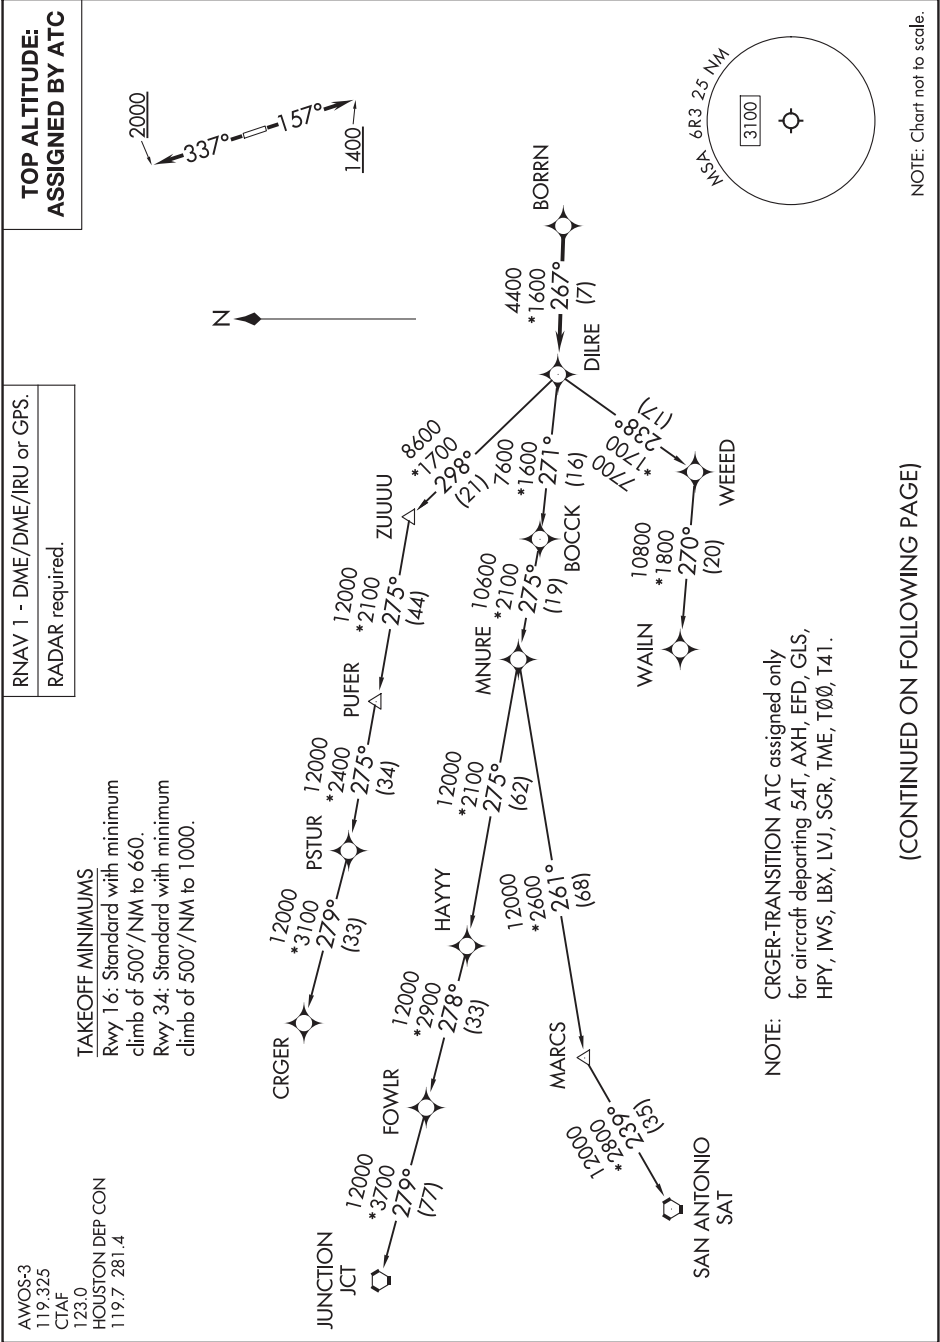 AWOS-3
119.325
CTAF
123.0
HOUSTON DEP CON
119.7 281.4
RNAV 1 - DME/DME/IRU or GPS.
RADAR required.
TOP ALTITUDE:
ASSIGNED BY ATC
TAKEOFF MINIMUMS
Rwy 16: Standard with minimum
climb of 500'/NM to 660.
Rwy 34: Standard with minimum
climb of 500'/NM to 1000.
N
2000
337°
157°
1400
CRGER
12000
*3100
279°
(33)
PSTUR
12000
*2400
275°
(34)
PUFER
12000
*2100
275°
(44)
ZUUUU
8600
*1700
298°
(21)
JUNCTION
JCT
12000
*3700
279°
(77)
FOWLR
12000
*2900
278°
(33)
HAYYY
12000
*2100
275°
(62)
MNURE
10600
*2100
275°
(19)
BOCCK
7600
*1600
271°
(16)
DILRE
4400
*1600
267°
(7)
BORRN
SAN ANTONIO
SAT
12000
*2800
239°
(35)
MARCS
12000
*2600
261°
(68)
WAILN
10800
*1800
270°
(20)
WEEED
7700
*1700
238°
(17)
MSA 6R3 25 NM
3100
NOTE: CRGER-TRANSITION ATC assigned only
for aircraft departing 54T, AXH, EFD, GLS,
HPY, IWS, LBX, LVJ, SGR, TME, T00, T41.
(CONTINUED ON FOLLOWING PAGE)
NOTE: Chart not to scale.